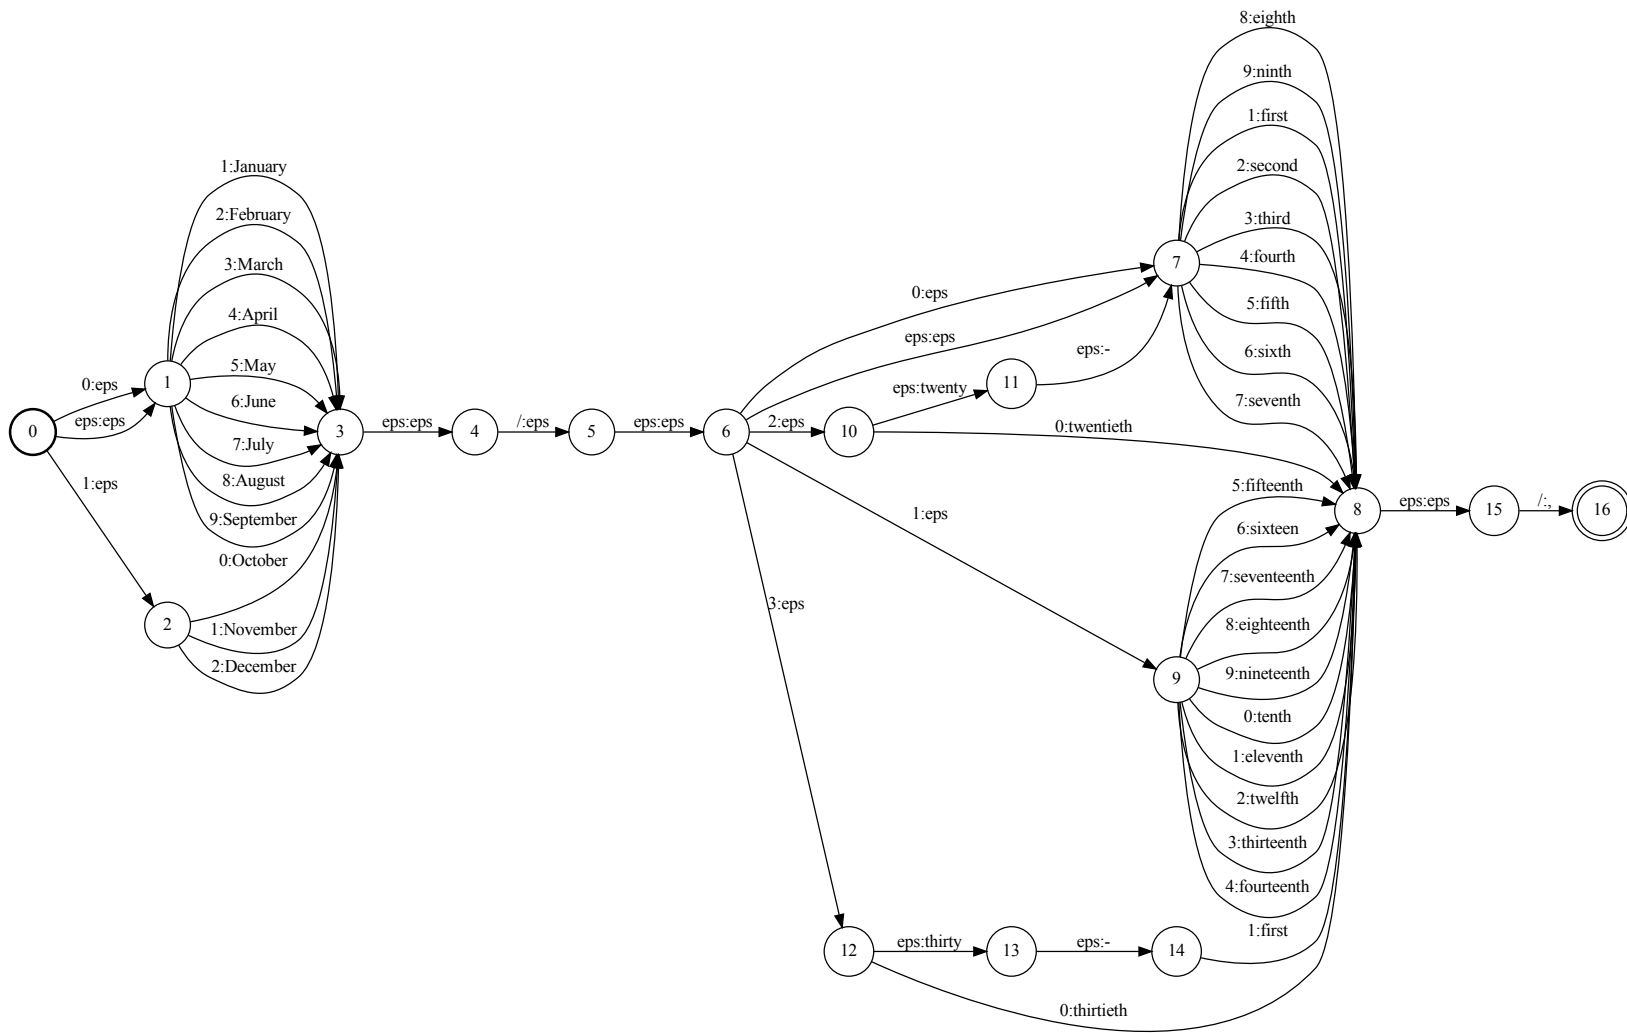 8:eighth
9:ninth
1:first
2:second
3:third
4:fourth
5:fifth
6:sixth
7:seventh
1:January
2:February
3:March
4:April
5:May
6:June
7:July
8:August
9:September
0:October
1:November
2:December
0:eps
eps:eps
1:eps
0
1
2
3
eps:eps
4
/:eps
5
eps:eps
6
0:eps
eps:eps
2:eps
1:eps
3:eps
10
eps:twenty
11
eps:-
7
0:twentieth
5:fifteenth
6:sixteen
7:seventeenth
8:eighteenth
9:nineteenth
0:tenth
1:eleventh
2:twelfth
3:thirteenth
4:fourteenth
1:first
9
8
eps:eps
15
/:,
16
12
eps:thirty
13
eps:-
14
0:thirtieth